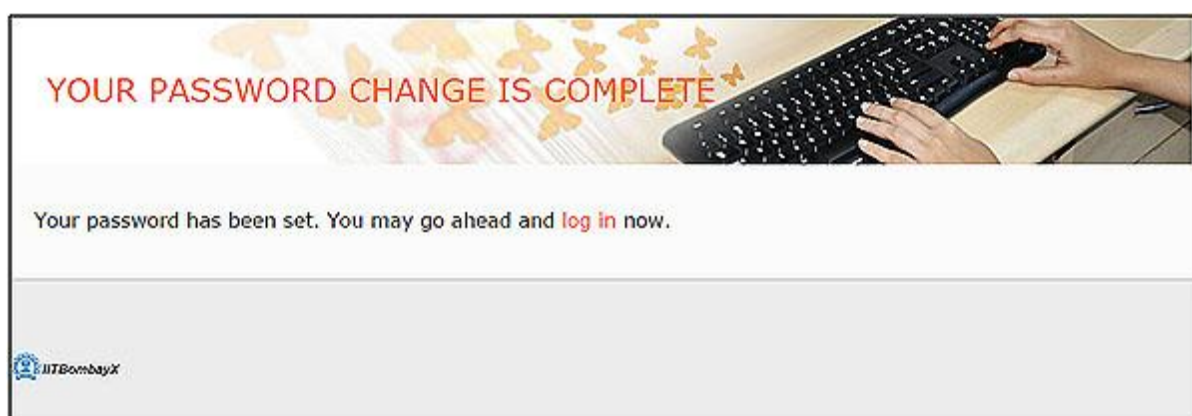 YOUR PASSWORD CHANGE IS COMPLETE
Your password has been set. You may go ahead and log in now.
IITBombayX